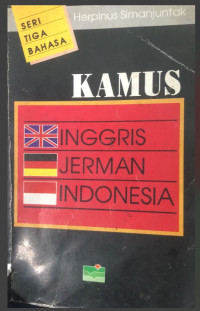 SERI
TIGA
BAHASA
Herpinus Simanjuntak
KAMUS
INGGRIS
JERMAN
INDONESIA